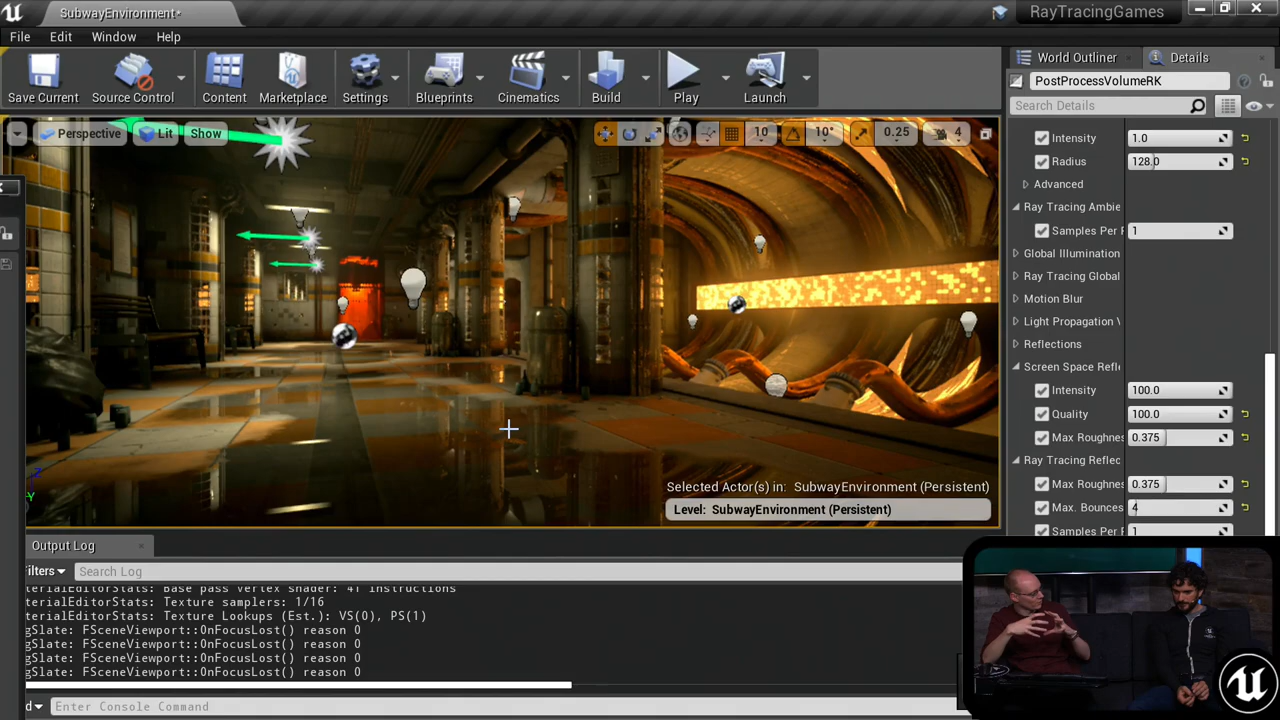 SubwayEnvironment*
RayTracingGames
File Edit Window Help
World Outliner
Details
Save Current
Source Control
Content
Marketplace
Settings
Blueprints
Cinematics
Build
Play
Launch
PostProcessVolumeRK
Search Details
Perspective
Lit
Show
10
10°
0.25
4
Intensity 1.0
Radius 128.0
Advanced
Ray Tracing Ambie
Samples Per F 1
Global Illumination
Ray Tracing Global
Motion Blur
Light Propagation V
Reflections
Screen Space Refle
Intensity 100.0
Quality 100.0
Max Roughne 0.375
Ray Tracing Reflec
Max Roughne 0.375
Max. Bounces 4
Samples Per F 1
Z
Y
Selected Actor(s) in: SubwayEnvironment (Persistent)
Level: SubwayEnvironment (Persistent)
Output Log
ilters
Search Log
terialEditorStats: Base pass vertex shader: 41 instructions
terialEditorStats: Texture samplers: 1/16
terialEditorStats: Texture Lookups (Est.): VS(0), PS(1)
gSlate: FSceneViewport::OnFocusLost() reason 0
gSlate: FSceneViewport::OnFocusLost() reason 0
gSlate: FSceneViewport::OnFocusLost() reason 0
gSlate: FSceneViewport::OnFocusLost() reason 0
d
Enter Console Command